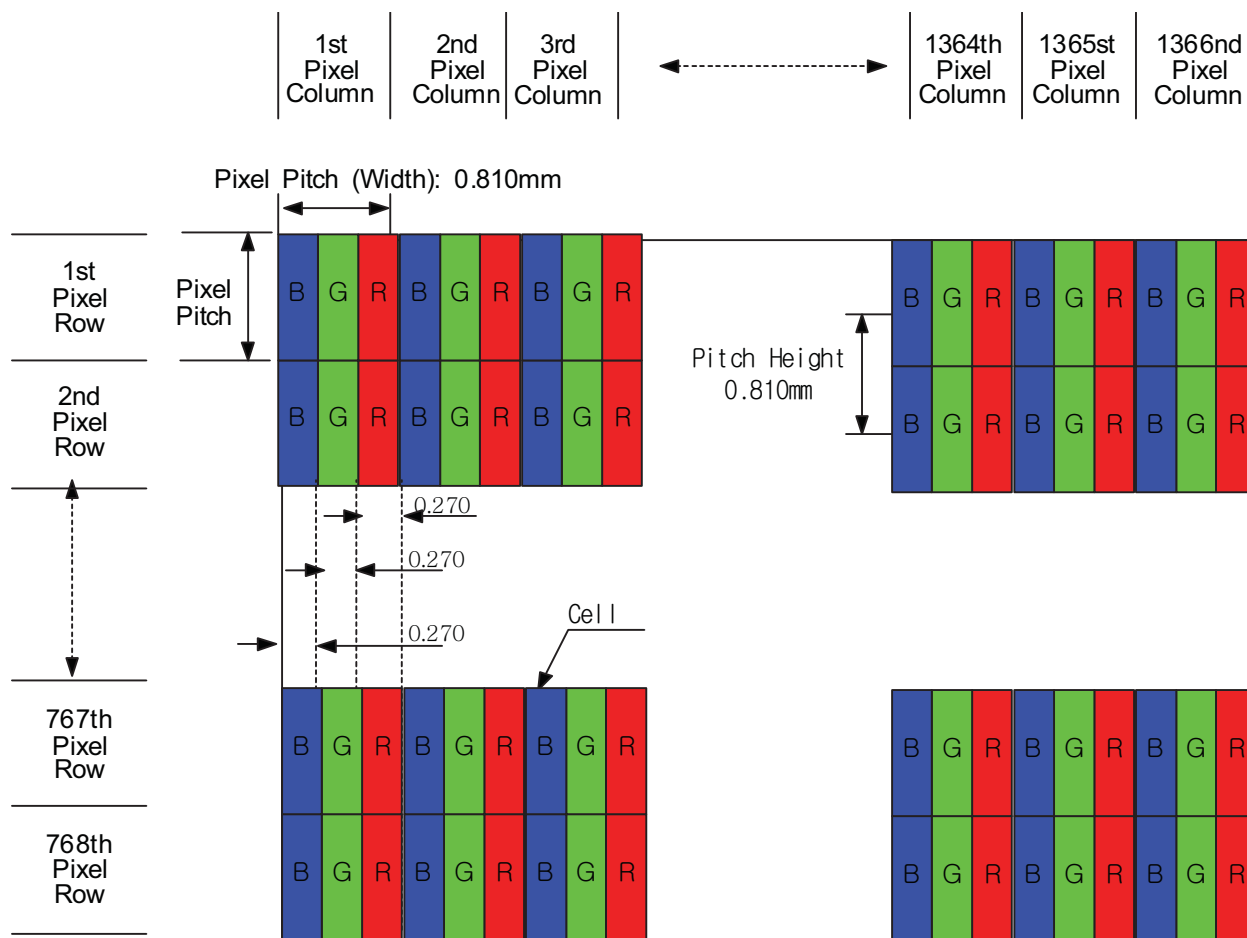 1st
Pixel
Column
2nd
Pixel
Column
3rd
Pixel
Column
1364th
Pixel
Column
1365st
Pixel
Column
1366nd
Pixel
Column
Pixel Pitch (Width): 0.810mm
1st
Pixel
Row
Pixel
Pitch
B G R B G R B G R
B G R B G R B G R
Pitch Height
0.810mm
2nd
Pixel
Row
B G R B G R B G R
B G R B G R B G R
0.270
0.270
0.270
Cell
767th
Pixel
Row
B G R B G R B G R
B G R B G R B G R
768th
Pixel
Row
B G R B G R B G R
B G R B G R B G R